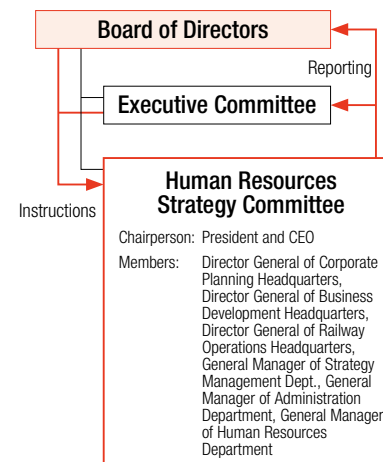 Board of Directors
Reporting
Executive Committee
Instructions
Human Resources
Strategy Committee
Chairperson: President and CEO
Members: Director General of Corporate
Planning Headquarters,
Director General of Business
Development Headquarters,
Director General of Railway
Operations Headquarters,
General Manager of Strategy
Management Dept., General
Manager of Administration
Department, General Manager
of Human Resources
Department